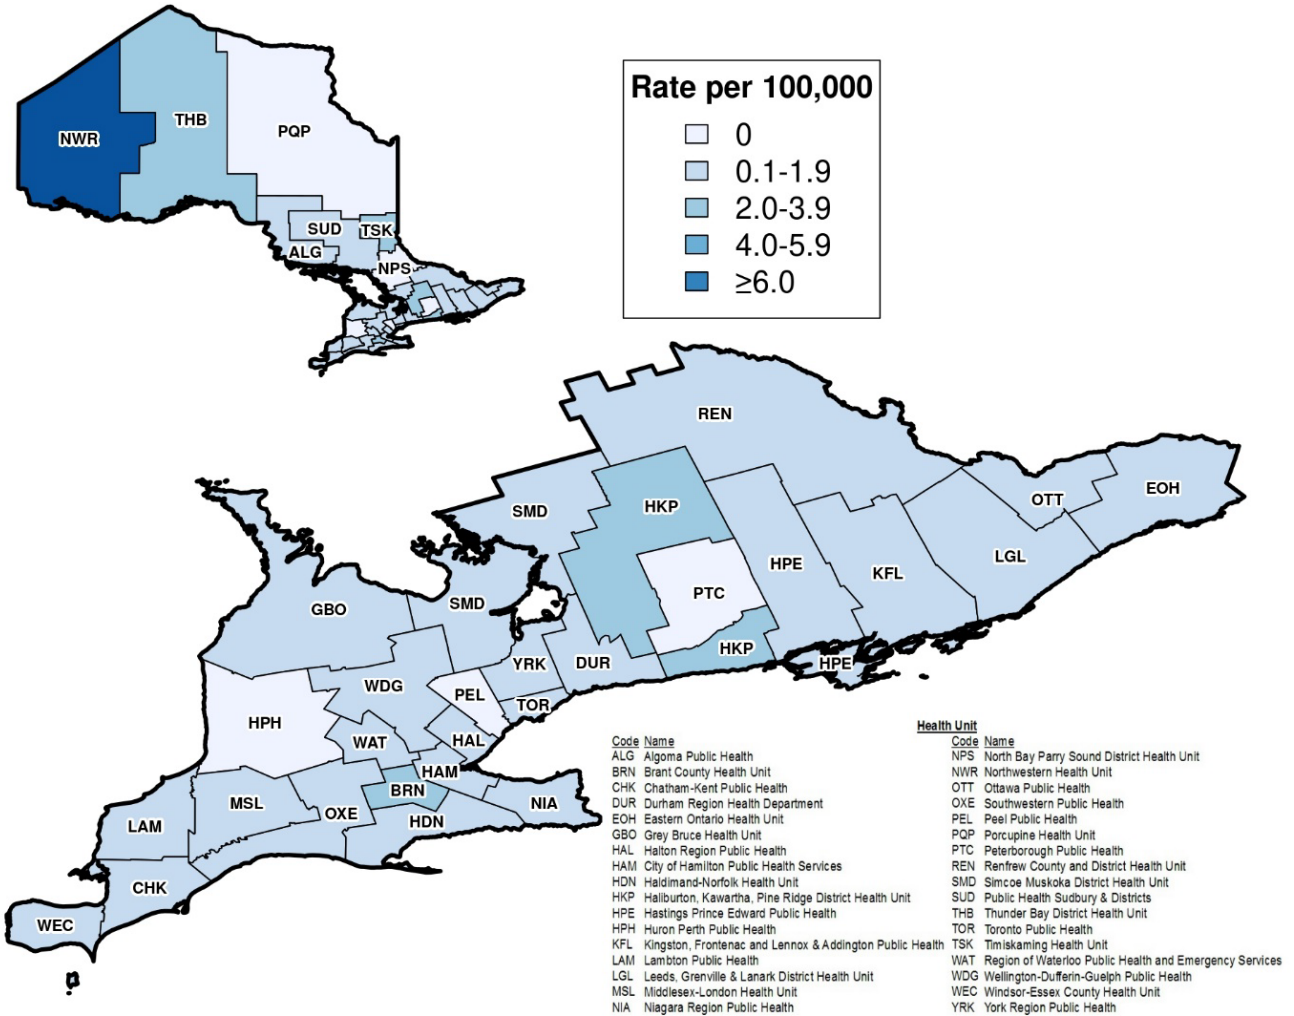 NWR
THB
PQP
SUD
TSK
ALG
NPS
Rate per 100,000
0
0.1-1.9
2.0-3.9
4.0-5.9
≥6.0
REN
SMD
HKP
OTT
EOH
LGL
HPE
KFL
PTC
GBO
SMD
HKP
YRK
DUR
HPE
WDG
PEL
TOR
HPH
WAT
HAL
HAM
BRN
MSL
OXE
NIA
HDN
LAM
CHK
WEC
Health Unit
Code Name
ALG Algoma Public Health
BRN Brant County Health Unit
CHK Chatham-Kent Public Health
DUR Durham Region Health Department
EOH Eastern Ontario Health Unit
GBO Grey Bruce Health Unit
HAL Halton Region Public Health
HAM City of Hamilton Public Health Services
HDN Haldimand-Norfolk Health Unit
HKP Haliburton, Kawartha, Pine Ridge District Health Unit
HPE Hastings Prince Edward Public Health
HPH Huron Perth Public Health
KFL Kingston, Frontenac and Lennox & Addington Public Health
LAM Lambton Public Health
LGL Leeds, Grenville & Lanark District Health Unit
MSL Middlesex-London Health Unit
NIA Niagara Region Public Health
Code Name
NPS North Bay Parry Sound District Health Unit
NWR Northwestern Health Unit
OTT Ottawa Public Health
OXE Southwestern Public Health
PEL Peel Public Health
PQP Porcupine Health Unit
PTC Peterborough Public Health
REN Renfrew County and District Health Unit
SMD Simcoe Muskoka District Health Unit
SUD Public Health Sudbury & Districts
THB Thunder Bay District Health Unit
TOR Toronto Public Health
TSK Timiskaming Health Unit
WAT Region of Waterloo Public Health and Emergency Services
WDG Wellington-Dufferin-Guelph Public Health
WEC Windsor-Essex County Health Unit
YRK York Region Public Health